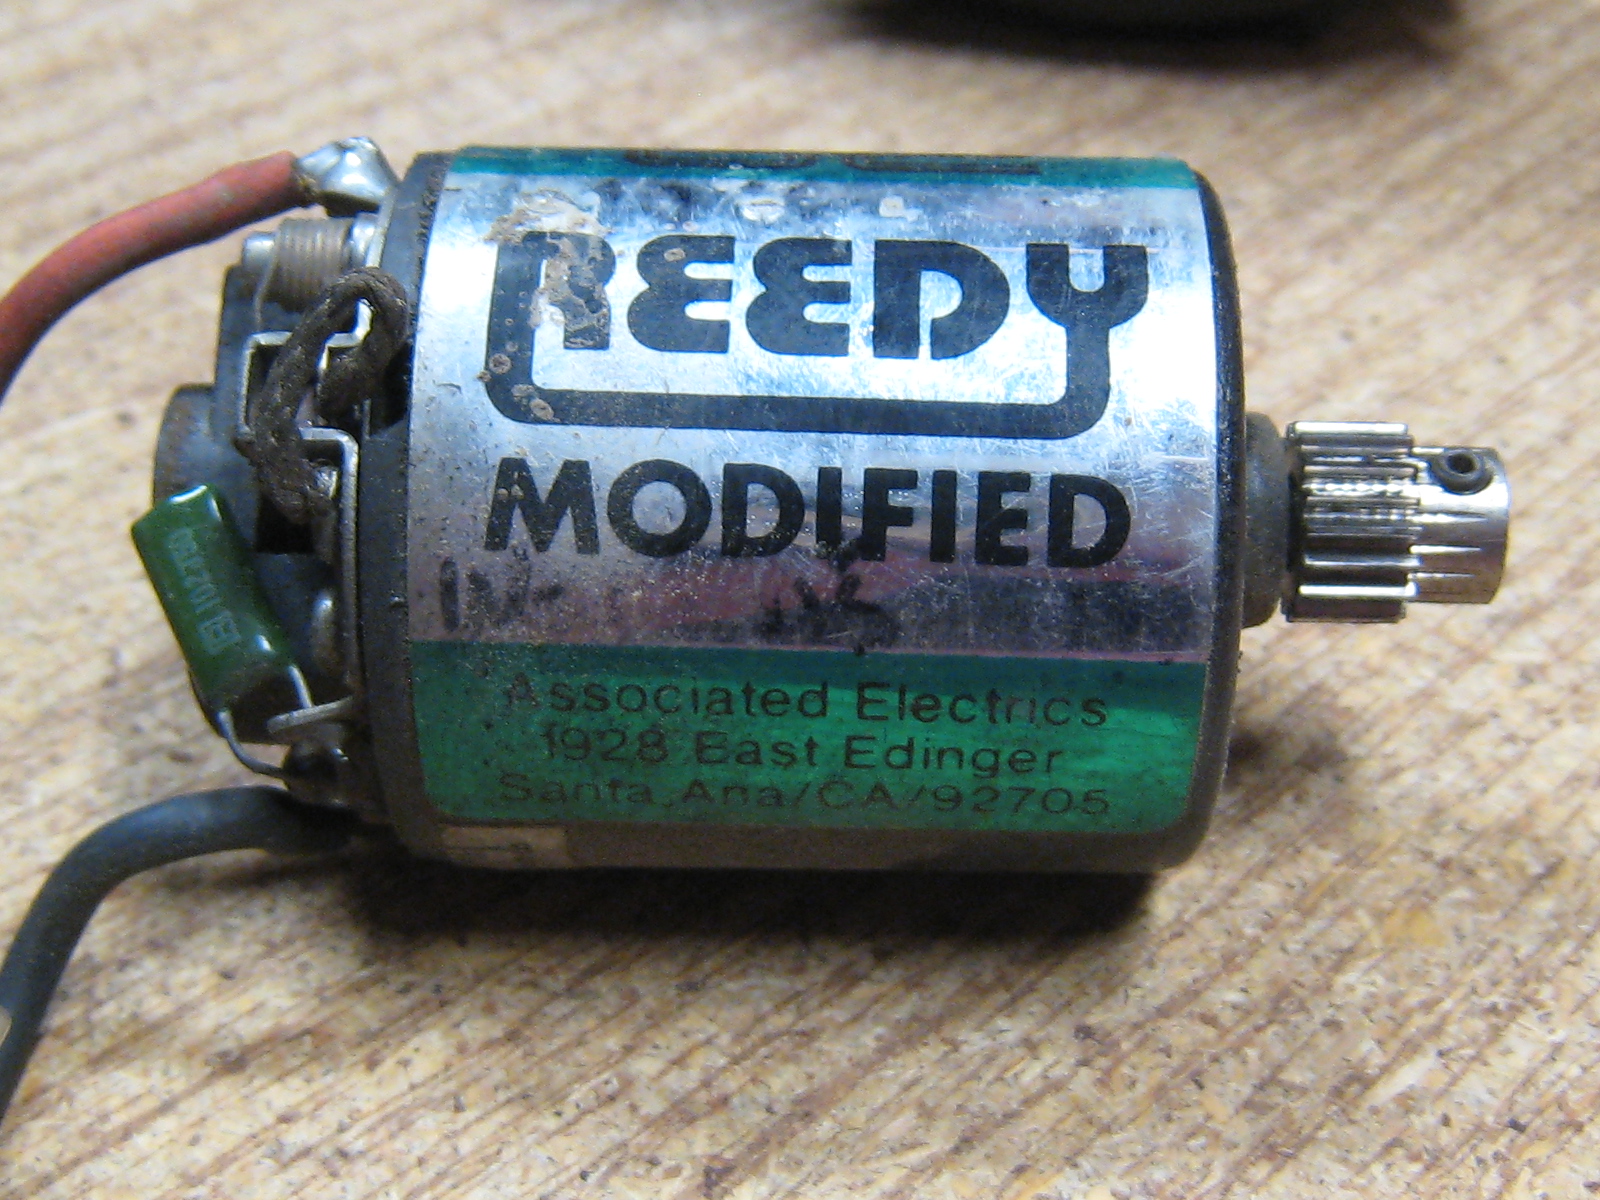 REEDY
MODIFIED
Associated Electrics
1928 East Edinger
Santa Ana/CA/92705